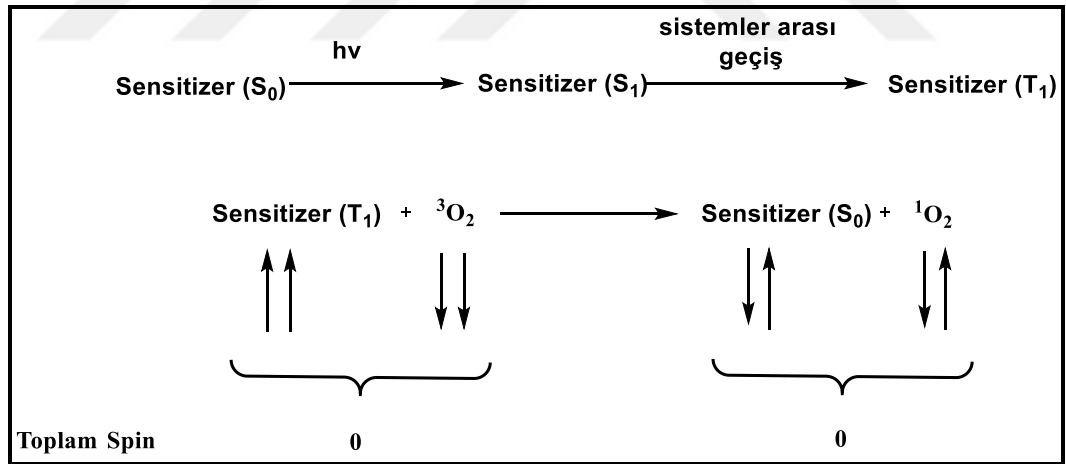 sistemler arası
hv geçiş
Sensitizer (S₀) Sensitizer (S₁) Sensitizer (T₁)
Sensitizer (T₁) + ³O₂ Sensitizer (S₀) + ¹O₂
Toplam Spin 0 0